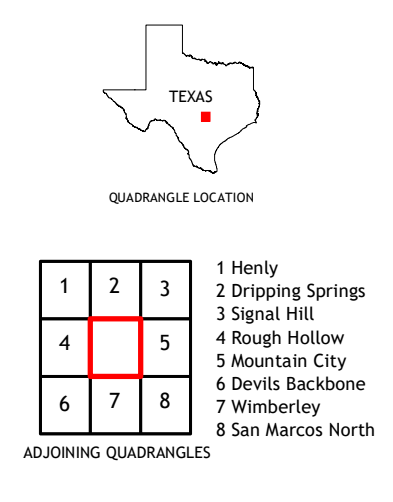 TEXAS
QUADRANGLE LOCATION
1 2 3
4 5
6 7 8
ADJOINING QUADRANGLES
1 Henly
2 Dripping Springs
3 Signal Hill
4 Rough Hollow
5 Mountain City
6 Devils Backbone
7 Wimberley
8 San Marcos North